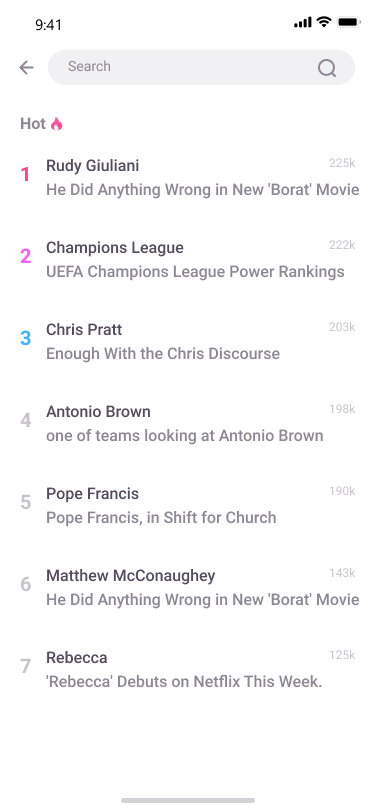 9:41
Search
Hot
1 Rudy Giuliani 225k
He Did Anything Wrong in New 'Borat' Movie
2 Champions League 222k
UEFA Champions League Power Rankings
3 Chris Pratt 203k
Enough With the Chris Discourse
4 Antonio Brown 198k
one of teams looking at Antonio Brown
5 Pope Francis 190k
Pope Francis, in Shift for Church
6 Matthew McConaughey 143k
He Did Anything Wrong in New 'Borat' Movie
7 Rebecca 125k
'Rebecca' Debuts on Netflix This Week.